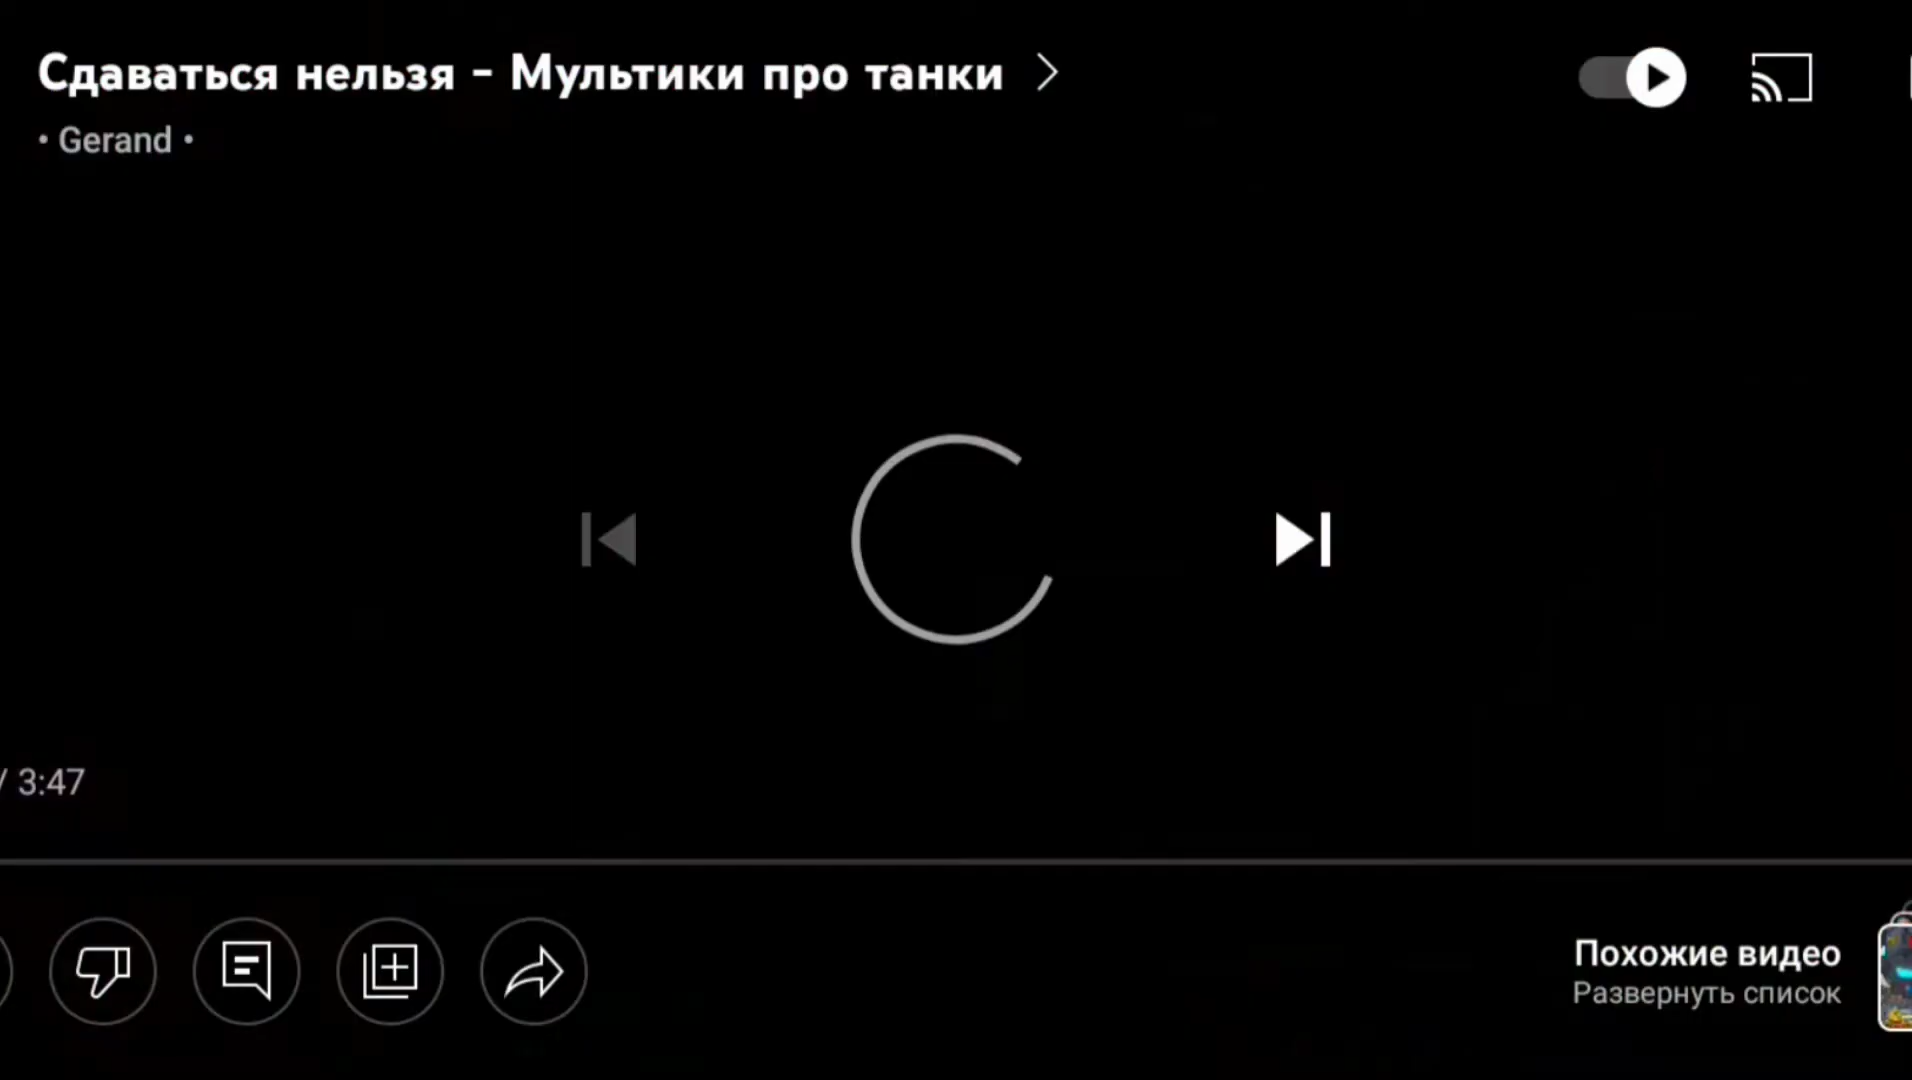 Сдаваться нельзя - Мультики про танки
• Gerand •
/ 3:47
Похожие видео
Развернуть список